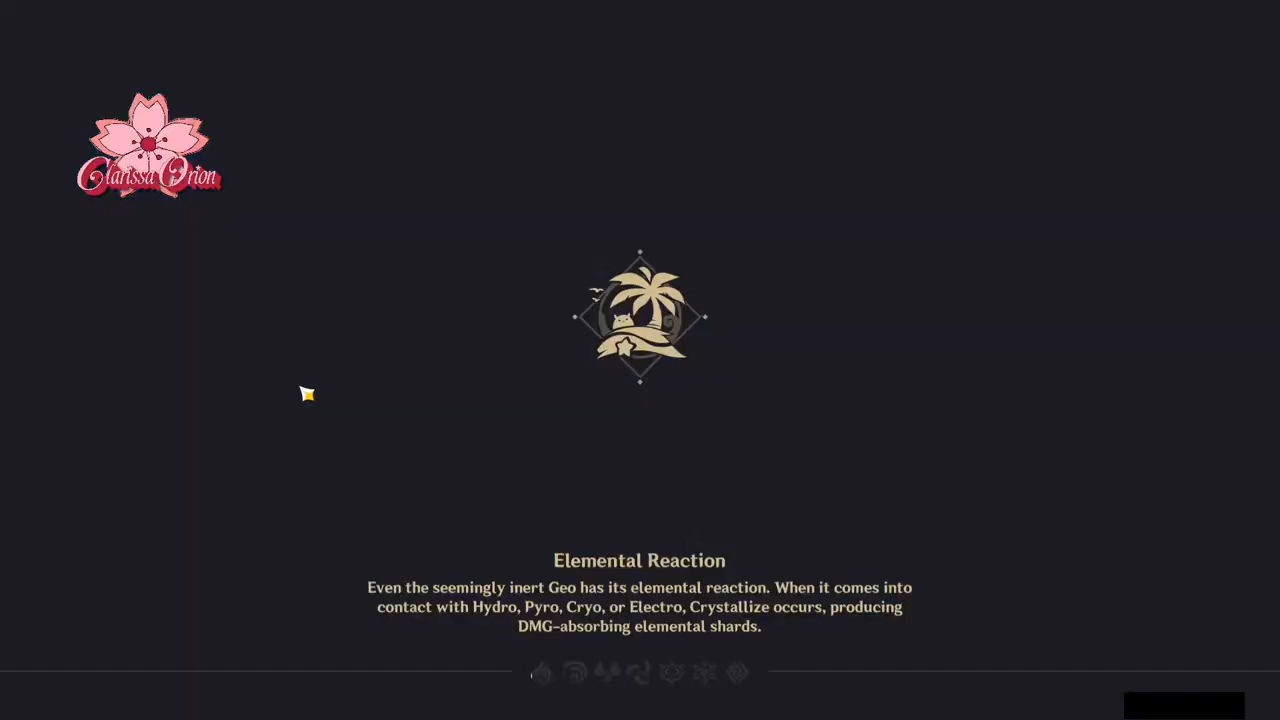 Clarissa Orion
Elemental Reaction
Even the seemingly inert Geo has its elemental reaction. When it comes into
contact with Hydro, Pyro, Cryo, or Electro, Crystallize occurs, producing
DMG-absorbing elemental shards.